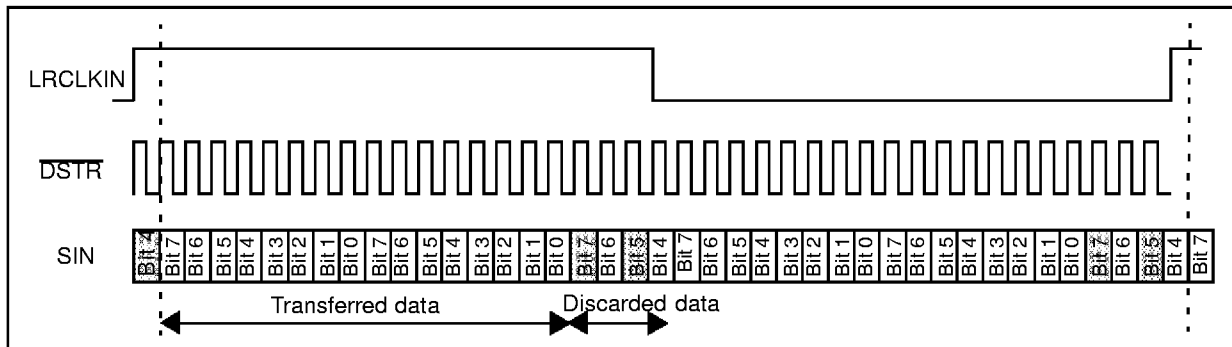 LRCLKIN
DSTR
SIN
Bit 4
Bit 7
Bit 6
Bit 5
Bit 4
Bit 3
Bit 2
Bit 1
Bit 0
Bit 7
Bit 6
Bit 5
Bit 4
Bit 3
Bit 2
Bit 1
Bit 0
Bit 7
Bit 6
Bit 5
Bit 4
Bit 7
Bit 6
Bit 5
Bit 4
Bit 3
Bit 2
Bit 1
Bit 0
Bit 7
Bit 6
Bit 5
Bit 4
Bit 3
Bit 2
Bit 1
Bit 0
Bit 7
Bit 6
Bit 5
Bit 4
Bit 7
Transferred data
Discarded data